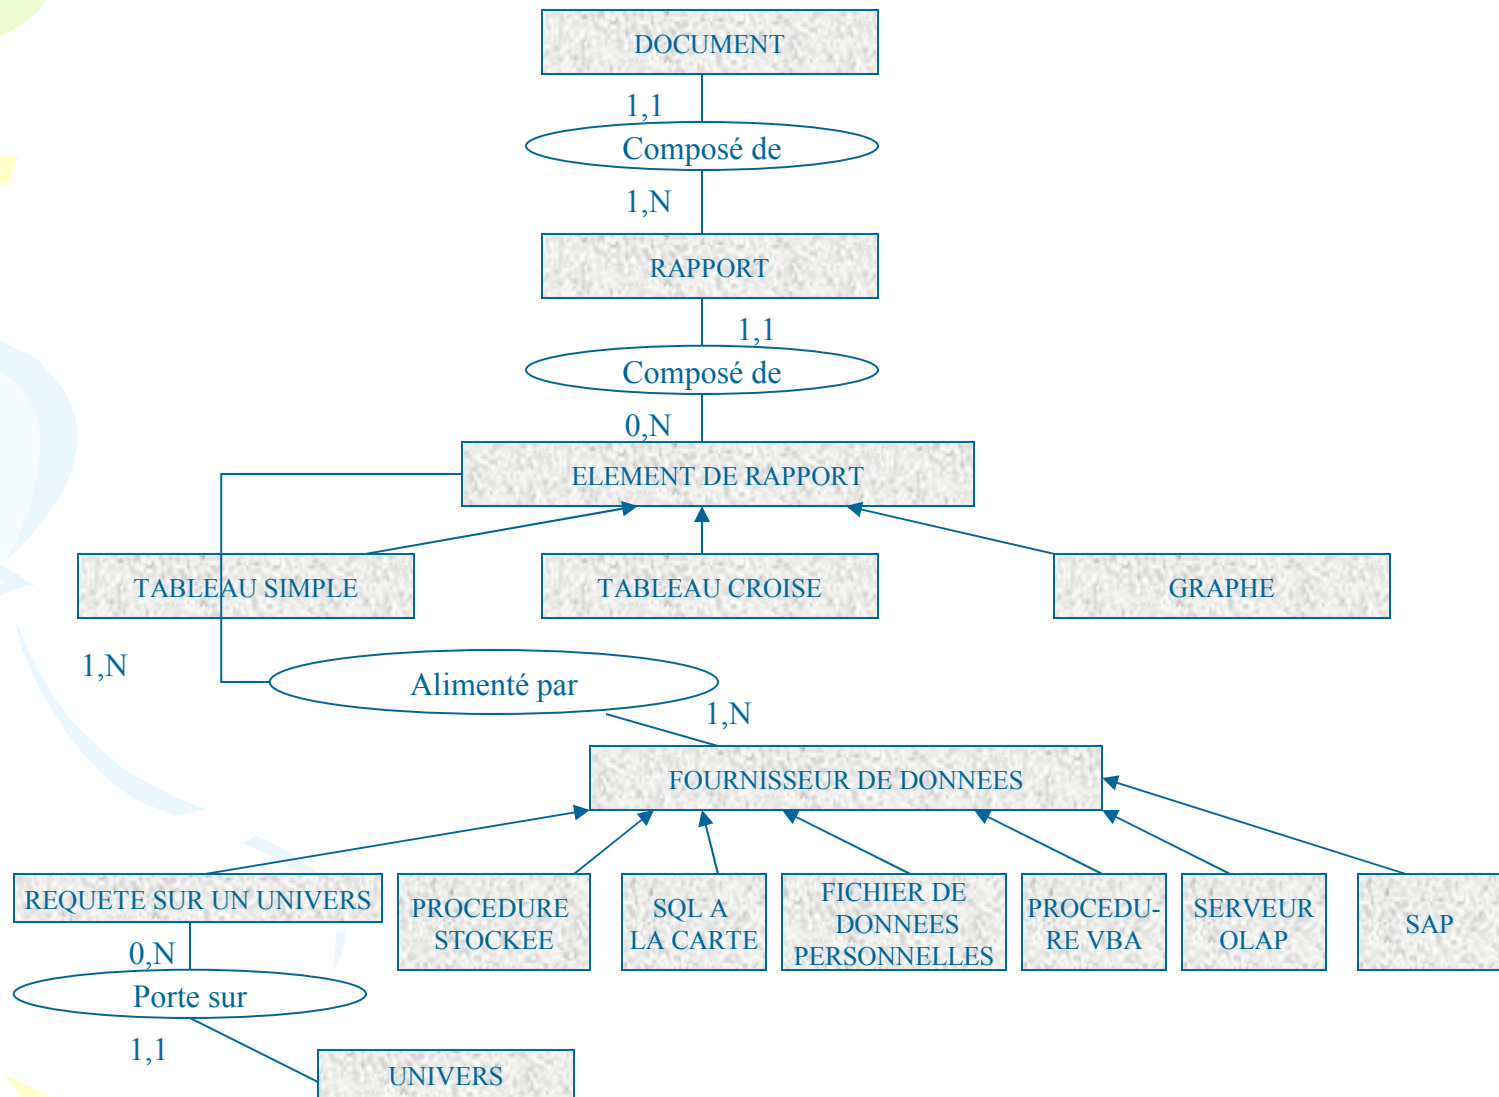 DOCUMENT
1,1
Composé de
1,N
RAPPORT
1,1
Composé de
0,N
ELEMENT DE RAPPORT
TABLEAU SIMPLE
TABLEAU CROISE
GRAPHE
1,N
Alimenté par
1,N
FOURNISSEUR DE DONNEES
REQUETE SUR UN UNIVERS
PROCEDURE
STOCKEE
SQL A
LA CARTE
FICHIER DE
DONNEES
PERSONNELLES
PROCEDU-
RE VBA
SERVEUR
OLAP
SAP
0,N
Porte sur
1,1
UNIVERS